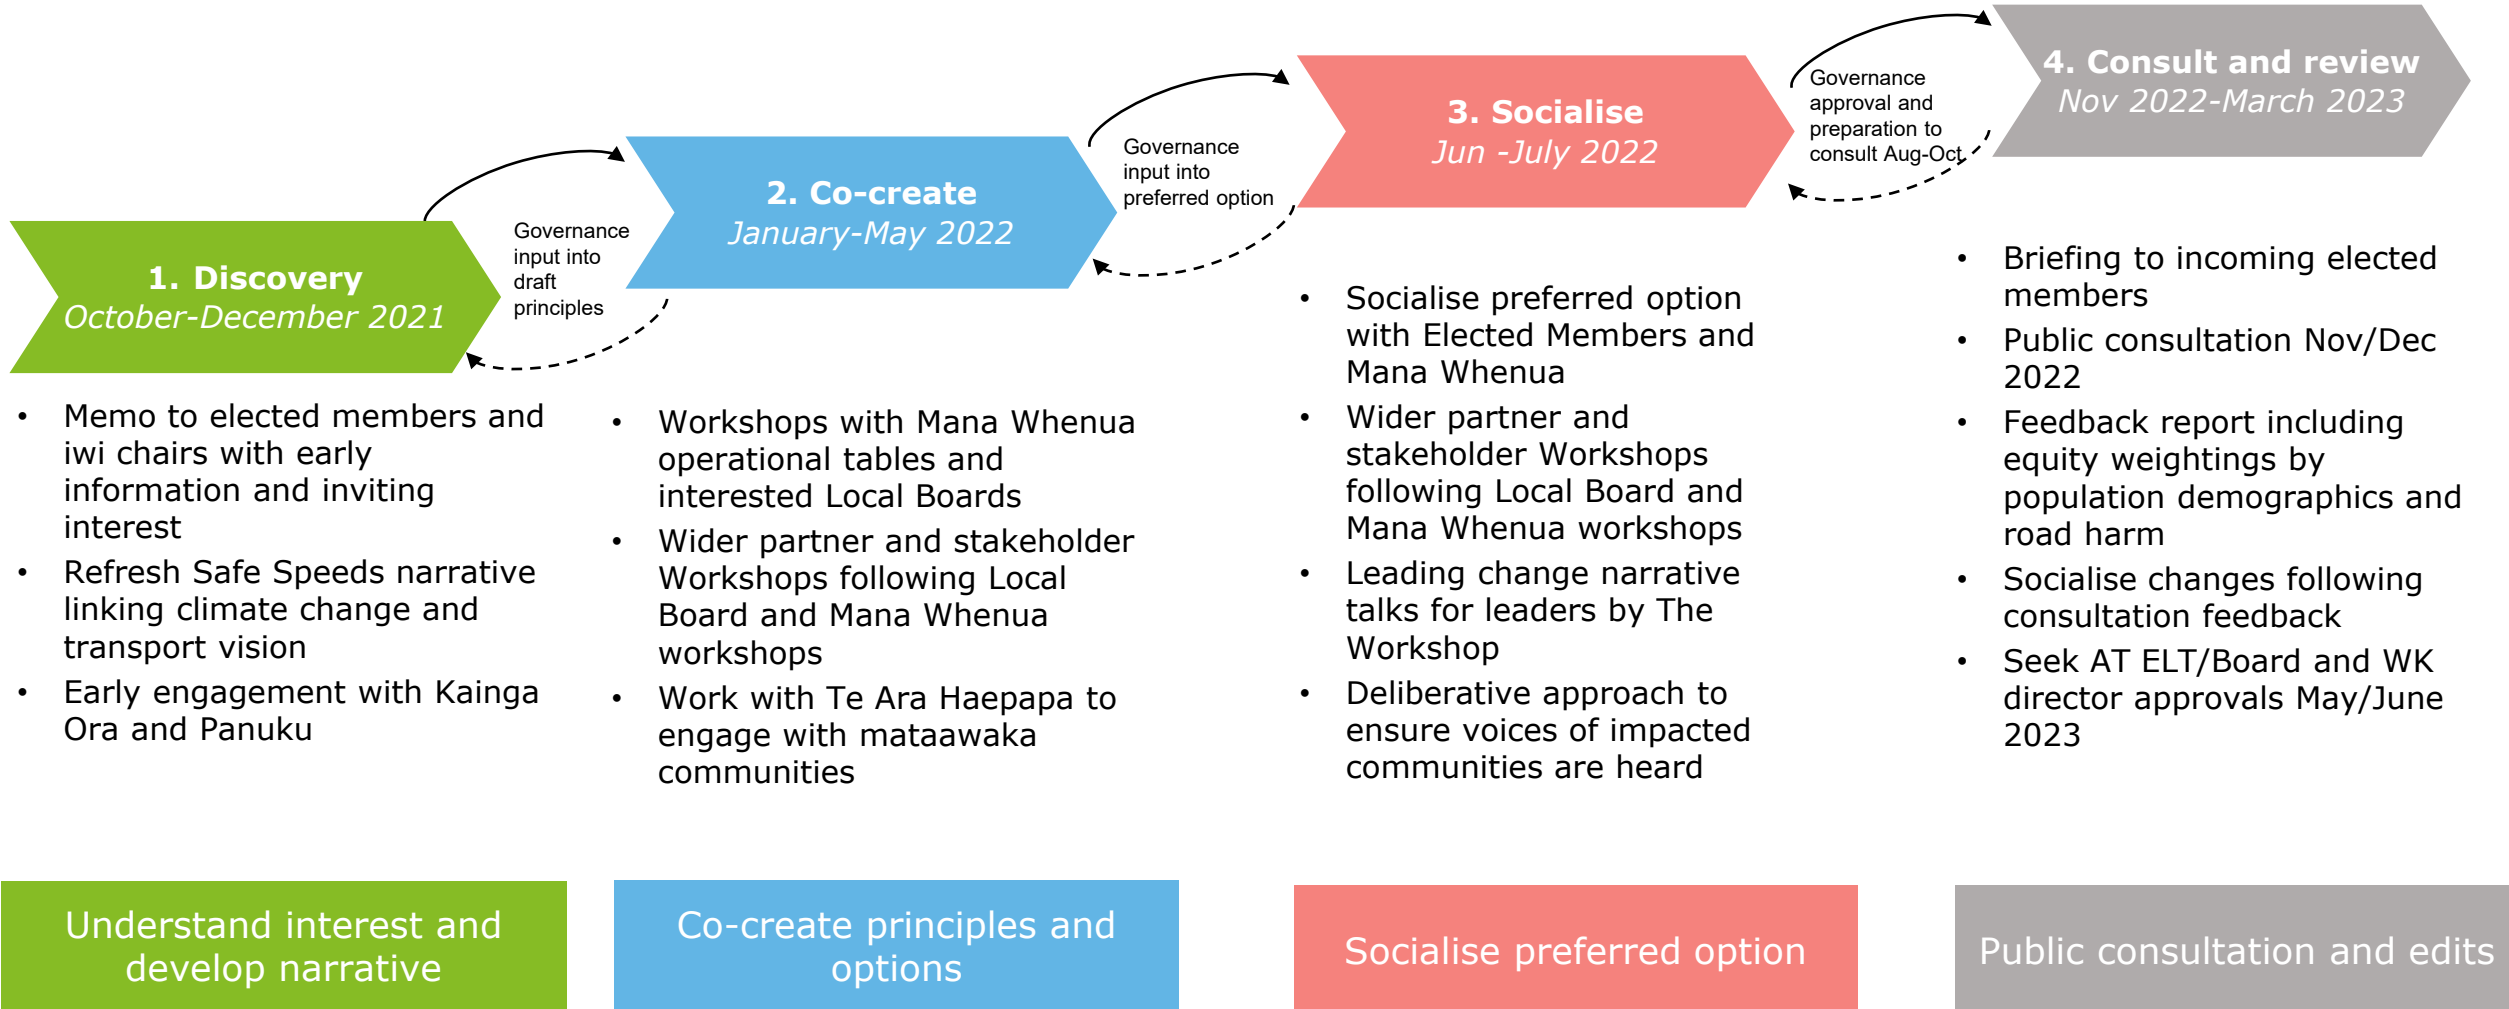 1. Discovery
October-December 2021
Governance
input into
draft
principles
2. Co-create
January-May 2022
Governance
input into
preferred option
3. Socialise
Jun -July 2022
Governance
approval and
preparation to
consult Aug-Oct
4. Consult and review
Nov 2022-March 2023
• Memo to elected members and
iwi chairs with early
information and inviting
interest
• Refresh Safe Speeds narrative
linking climate change and
transport vision
• Early engagement with Kainga
Ora and Panuku
• Workshops with Mana Whenua
operational tables and
interested Local Boards
• Wider partner and stakeholder
Workshops following Local
Board and Mana Whenua
workshops
• Work with Te Ara Haepapa to
engage with mataawaka
communities
• Socialise preferred option
with Elected Members and
Mana Whenua
• Wider partner and
stakeholder Workshops
following Local Board and
Mana Whenua workshops
• Leading change narrative
talks for leaders by The
Workshop
• Deliberative approach to
ensure voices of impacted
communities are heard
• Briefing to incoming elected
members
• Public consultation Nov/Dec
2022
• Feedback report including
equity weightings by
population demographics and
road harm
• Socialise changes following
consultation feedback
• Seek AT ELT/Board and WK
director approvals May/June
2023
Understand interest and
develop narrative
Co-create principles and
options
Socialise preferred option
Public consultation and edits